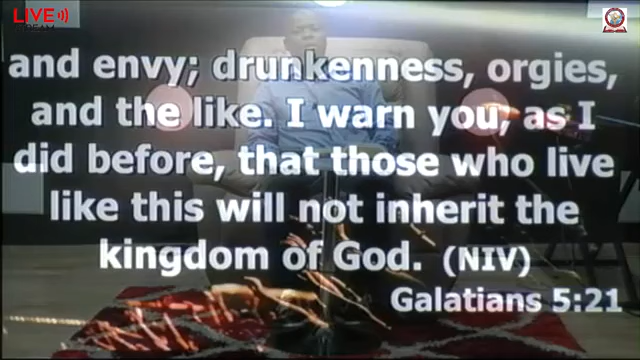 LIVE
STREAM
and envy; drunkenness, orgies,
and the like. I warn you, as I
did before, that those who live
like this will not inherit the
kingdom of God. (NIV)
Galatians 5:21